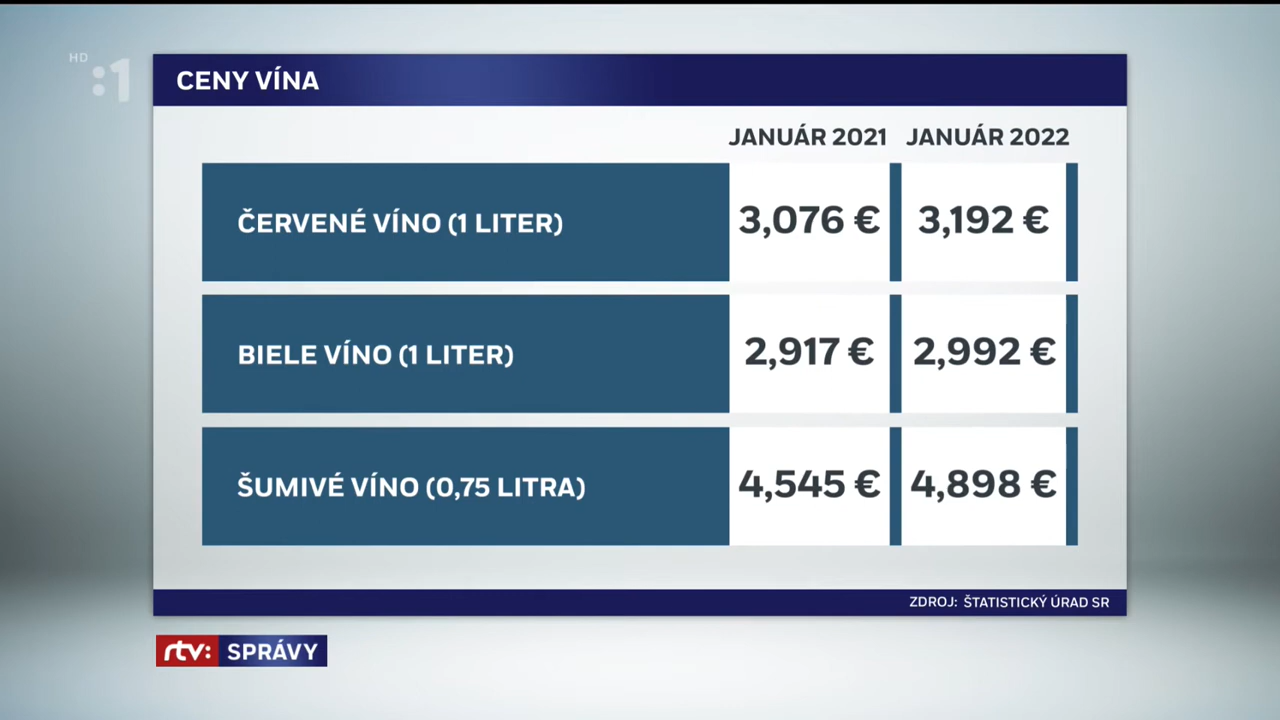 HD
:1
CENY VÍNA
JANUÁR 2021 JANUÁR 2022
ČERVENÉ VÍNO (1 LITER) 3,076 € 3,192 €
BIELE VÍNO (1 LITER) 2,917 € 2,992 €
ŠUMIVÉ VÍNO (0,75 LITRA) 4,545 € 4,898 €
ZDROJ: ŠTATISTICKÝ ÚRAD SR
rtv: SPRÁVY